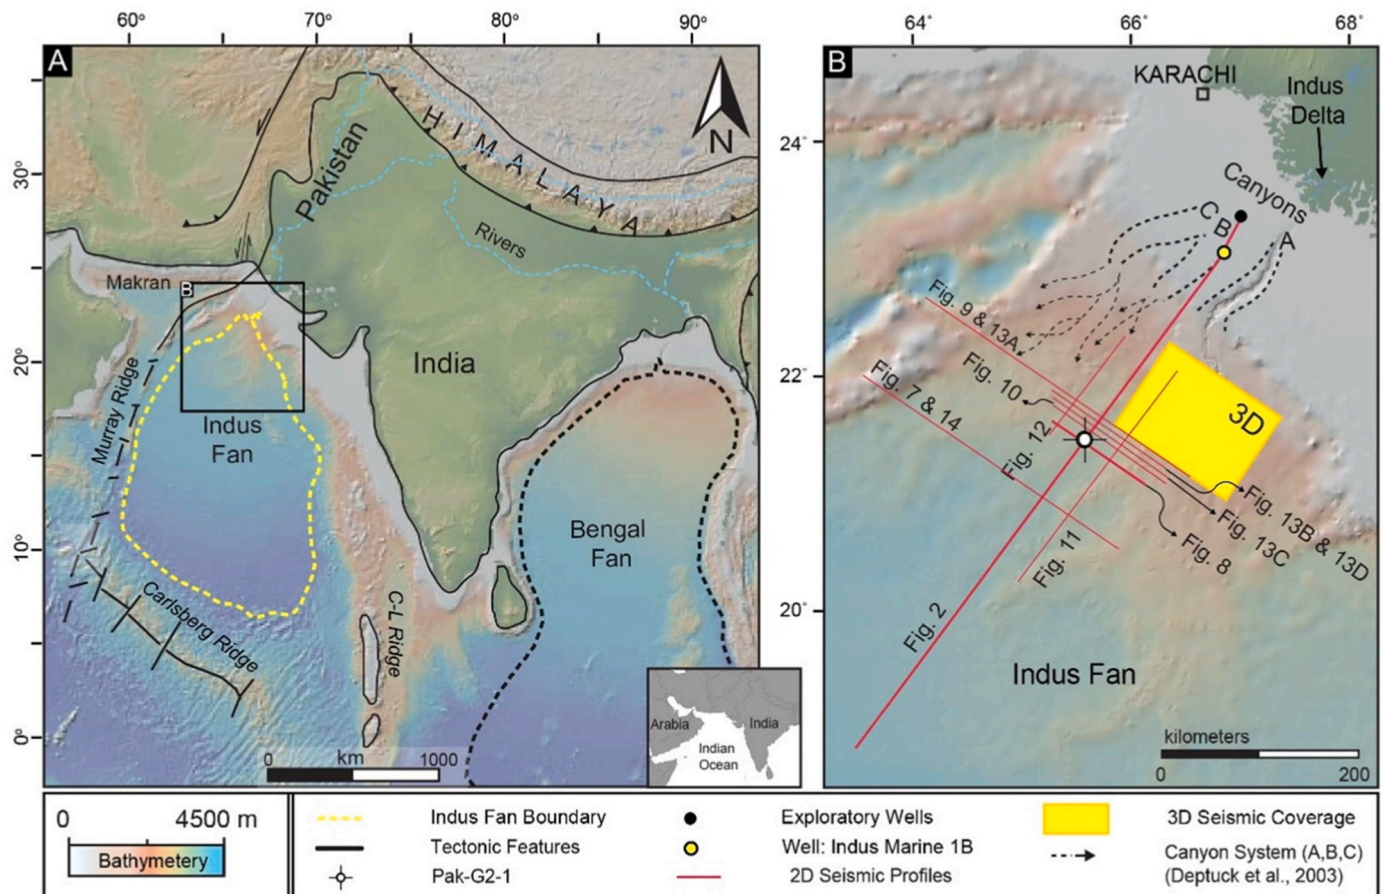 60° 70° 80° 90°
A
N
HIMALAYA
Pakistan
30°
Rivers
Makran
B
20°
India
Murray Ridge
Indus
Fan
Bengal
Fan
10°
Carlsberg Ridge
C-L Ridge
0°
0 km 1000
Arabia
India
Indian
Ocean
64° 66° 68°
B
KARACHI
Indus
Delta
24°
Canyons
C
B
A
Fig. 9 & 13A
22°
Fig. 10
Fig. 7 & 14
3D
Fig. 12
Fig. 13B & 13D
Fig. 13C
Fig. 8
Fig. 11
20°
Fig. 2
Indus Fan
kilometers
0 200
0 4500 m
Bathymetery
Indus Fan Boundary
Tectonic Features
Pak-G2-1
Exploratory Wells
Well: Indus Marine 1B
2D Seismic Profiles
3D Seismic Coverage
Canyon System (A,B,C)
(Deptuck et al., 2003)